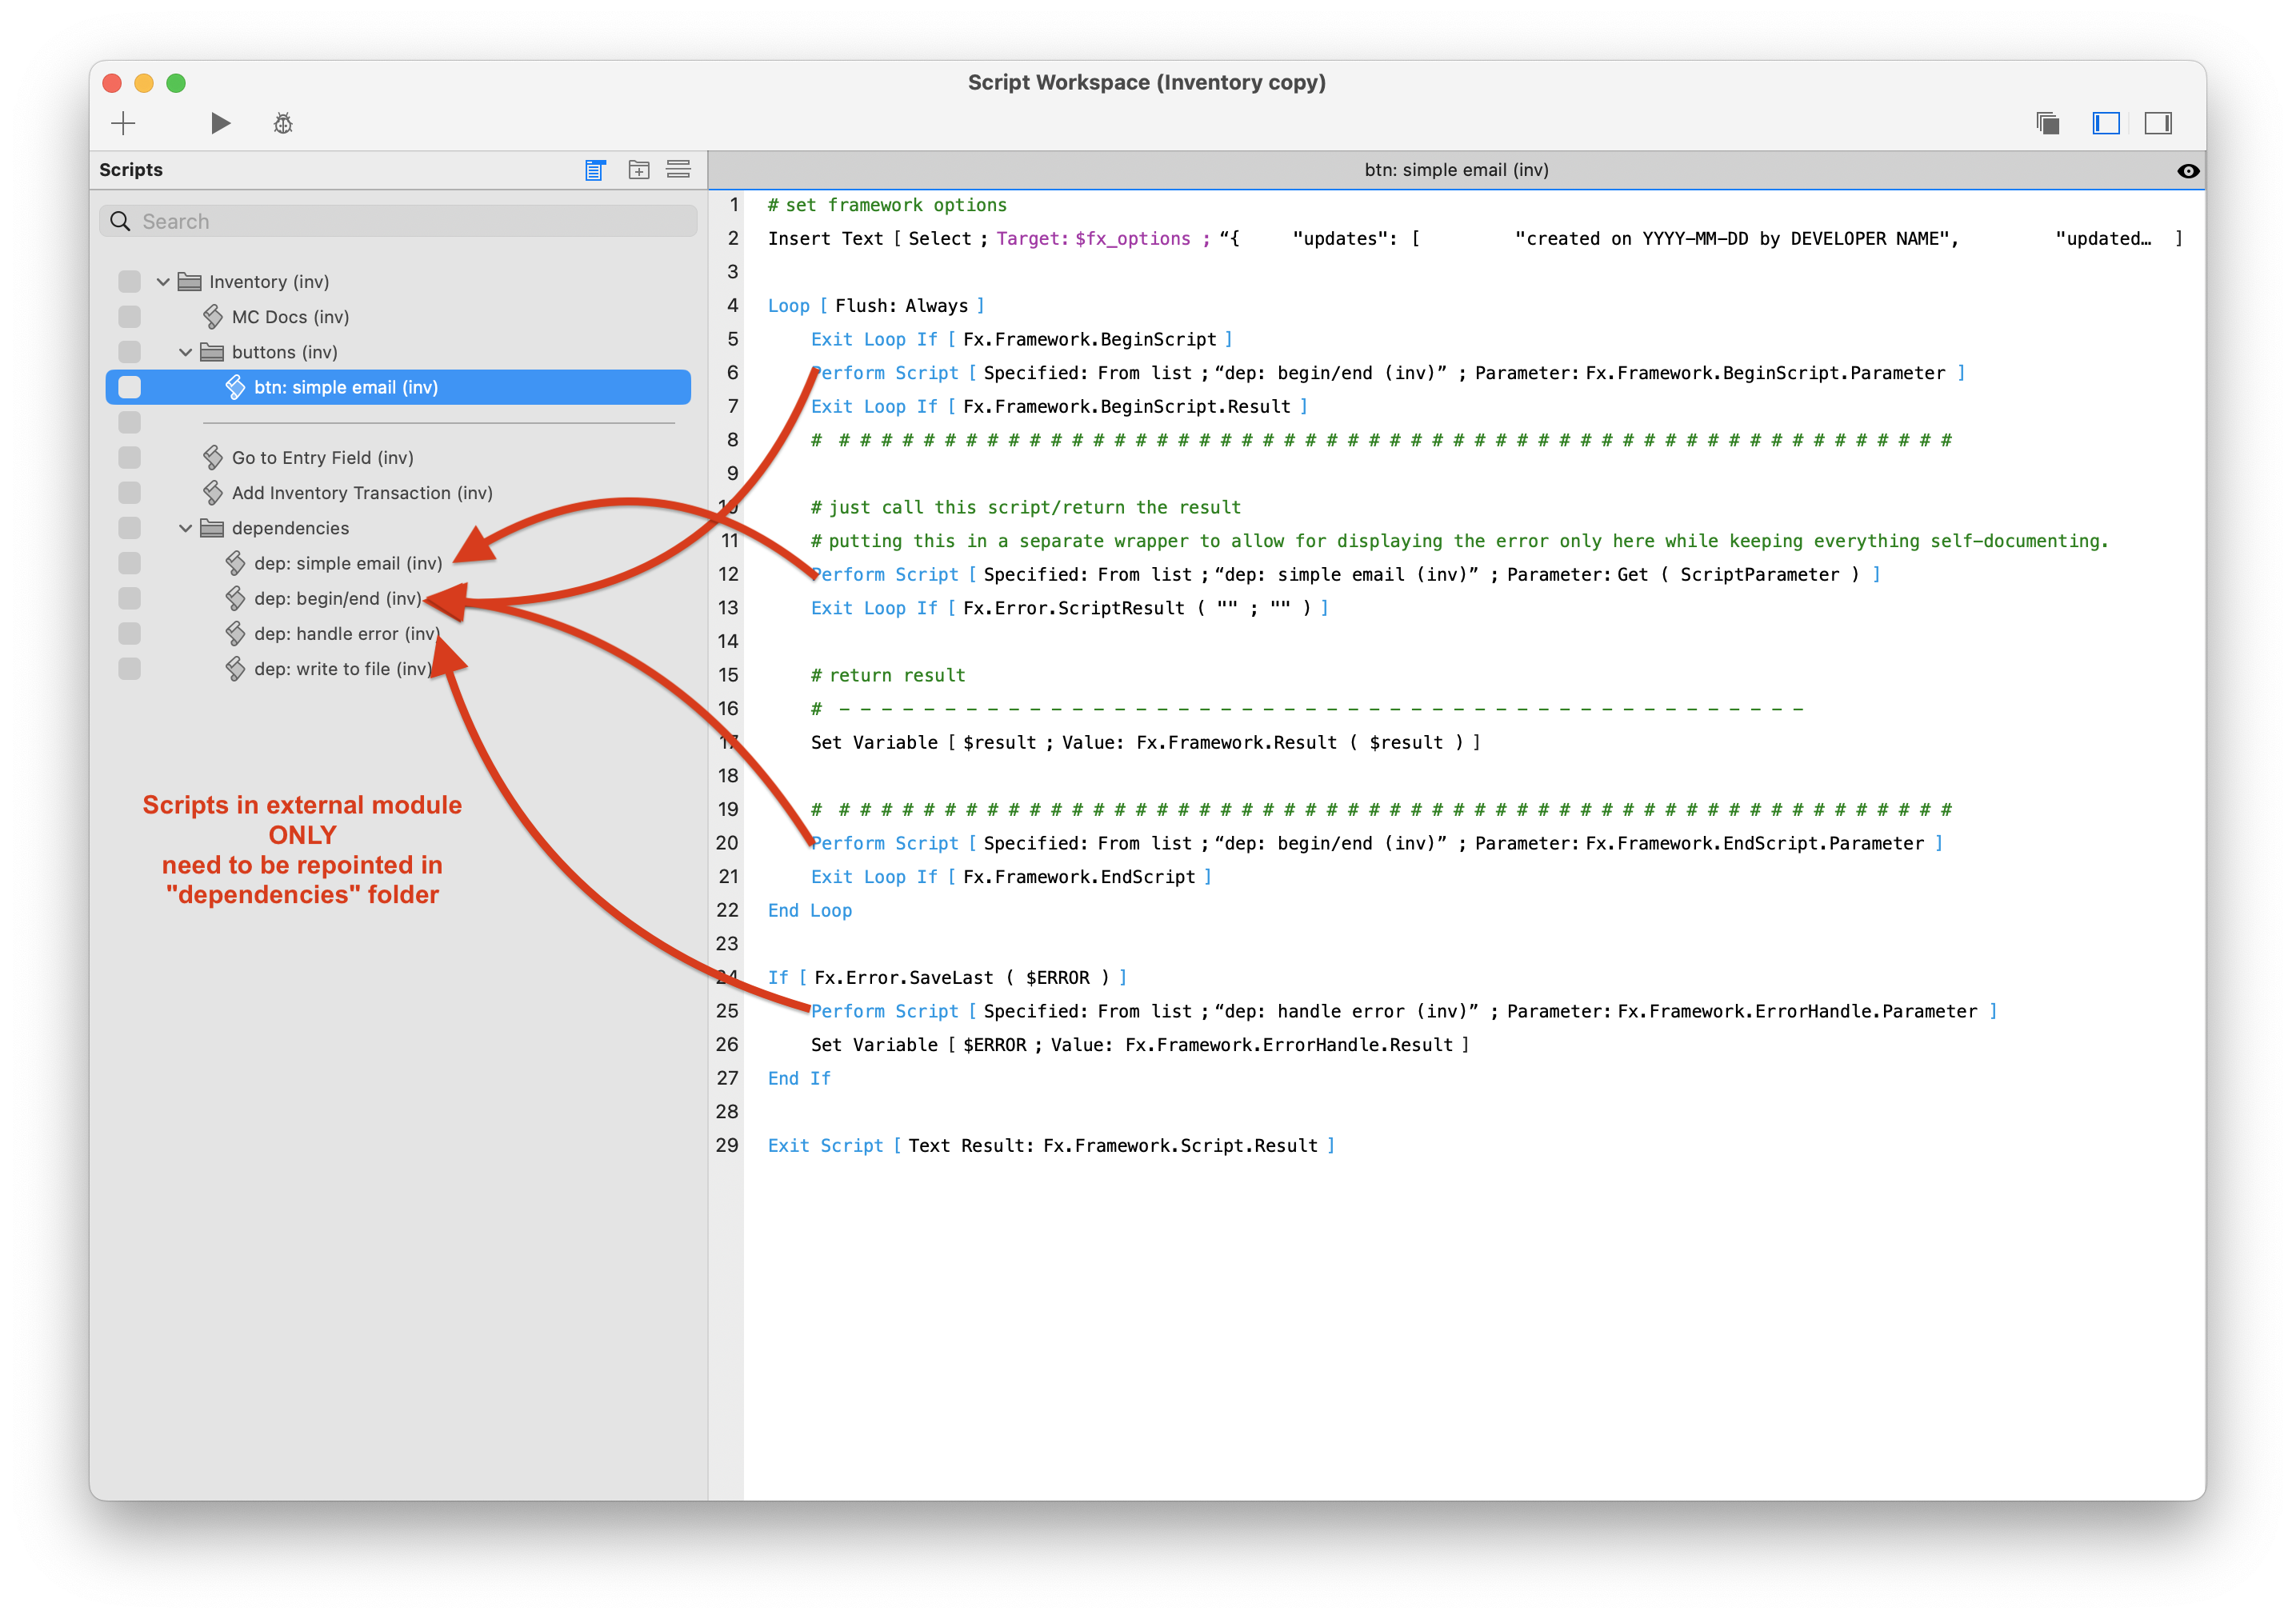 Script Workspace (Inventory copy)
Scripts
btn: simple email (inv)
Search
Inventory (inv)
MC Docs (inv)
buttons (inv)
btn: simple email (inv)
Go to Entry Field (inv)
Add Inventory Transaction (inv)
dependencies
dep: simple email (inv)
dep: begin/end (inv)
dep: handle error (inv)
dep: write to file (inv)
Scripts in external module
ONLY
need to be repointed in
"dependencies" folder
1 # set framework options
2 Insert Text [ Select ; Target: $fx_options ; “{ "updates": [ "created on YYYY-MM-DD by DEVELOPER NAME", "updated… ]
3
4 Loop [ Flush: Always ]
5 Exit Loop If [ Fx.Framework.BeginScript ]
6 Perform Script [ Specified: From list ; “dep: begin/end (inv)” ; Parameter: Fx.Framework.BeginScript.Parameter ]
7 Exit Loop If [ Fx.Framework.BeginScript.Result ]
8 # # # # # # # # # # # # # # # # # # # # # # # # # # # # # # # # # # # # # # # # # # # # # # # # # # # # # #
9
10 # just call this script/return the result
11 # putting this in a separate wrapper to allow for displaying the error only here while keeping everything self-documenting.
12 Perform Script [ Specified: From list ; “dep: simple email (inv)” ; Parameter: Get ( ScriptParameter ) ]
13 Exit Loop If [ Fx.Error.ScriptResult ( "" ; "" ) ]
14
15 # return result
16 # – – – – – – – – – – – – – – – – – – – – – – – – – – – – – – – – – – – – – – – – – – – – – –
17 Set Variable [ $result ; Value: Fx.Framework.Result ( $result ) ]
18
19 # # # # # # # # # # # # # # # # # # # # # # # # # # # # # # # # # # # # # # # # # # # # # # # # # # # # # #
20 Perform Script [ Specified: From list ; “dep: begin/end (inv)” ; Parameter: Fx.Framework.EndScript.Parameter ]
21 Exit Loop If [ Fx.Framework.EndScript ]
22 End Loop
23
24 If [ Fx.Error.SaveLast ( $ERROR ) ]
25 Perform Script [ Specified: From list ; “dep: handle error (inv)” ; Parameter: Fx.Framework.ErrorHandle.Parameter ]
26 Set Variable [ $ERROR ; Value: Fx.Framework.ErrorHandle.Result ]
27 End If
28
29 Exit Script [ Text Result: Fx.Framework.Script.Result ]